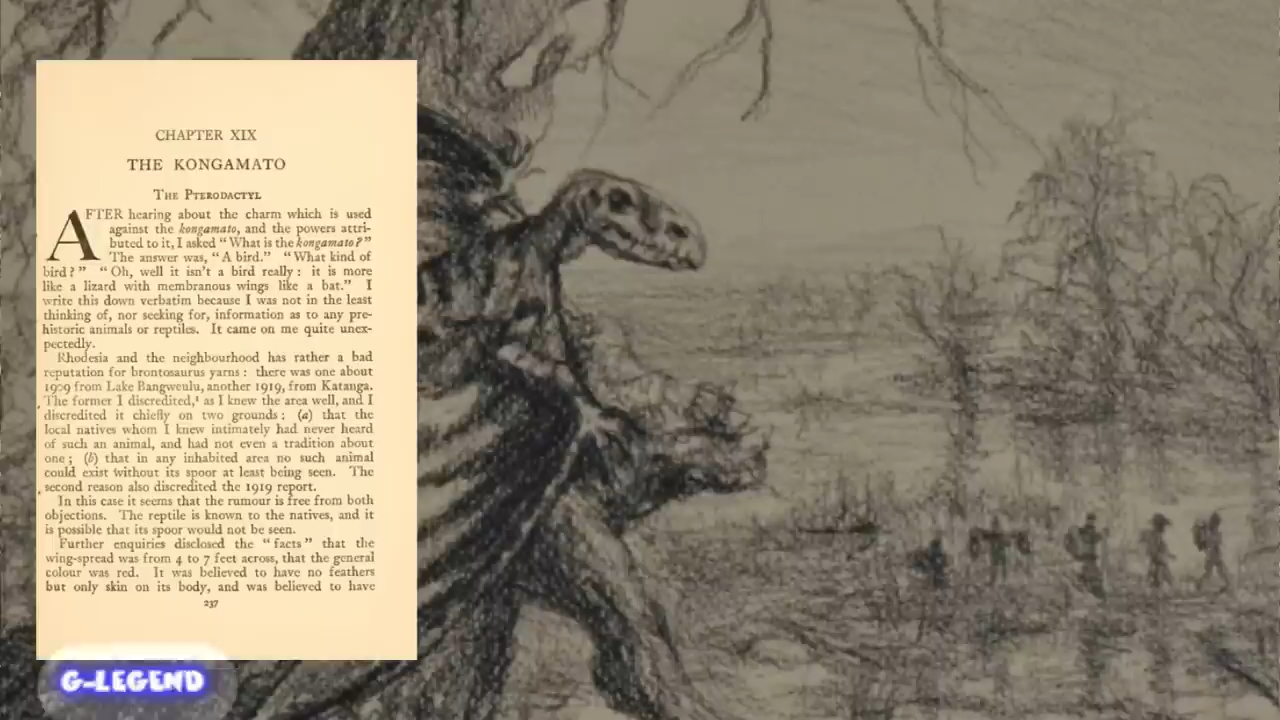 CHAPTER XIX
THE KONGAMATO
The Pterodactyl
AFTER hearing about the charm which is used
against the kongamato, and the powers attri-
buted to it, I asked “What is the kongamato?”
The answer was, “A bird.” “What kind of
bird?” “Oh, well it isn't a bird really: it is more
like a lizard with membranous wings like a bat.” I
write this down verbatim because I was not in the least
thinking of, nor seeking for, information as to any pre-
historic animals or reptiles. It came on me quite unex-
pectedly.
Rhodesia and the neighbourhood has rather a bad
reputation for brontosaurus yarns: there was one about
1909 from Lake Bangweulu, another 1919, from Katanga.
The former I discredited,¹ as I knew the area well, and I
discredited it chiefly on two grounds: (a) that the
local natives whom I knew intimately had never heard
of such an animal, and had not even a tradition about
one; (b) that in any inhabited area no such animal
could exist without its spoor at least being seen. The
second reason also discredited the 1919 report.
In this case it seems that the rumour is free from both
objections. The reptile is known to the natives, and it
is possible that its spoor would not be seen.
Further enquiries disclosed the “facts” that the
wing-spread was from 4 to 7 feet across, that the general
colour was red. It was believed to have no feathers
but only skin on its body, and was believed to have
237
G-LEGEND